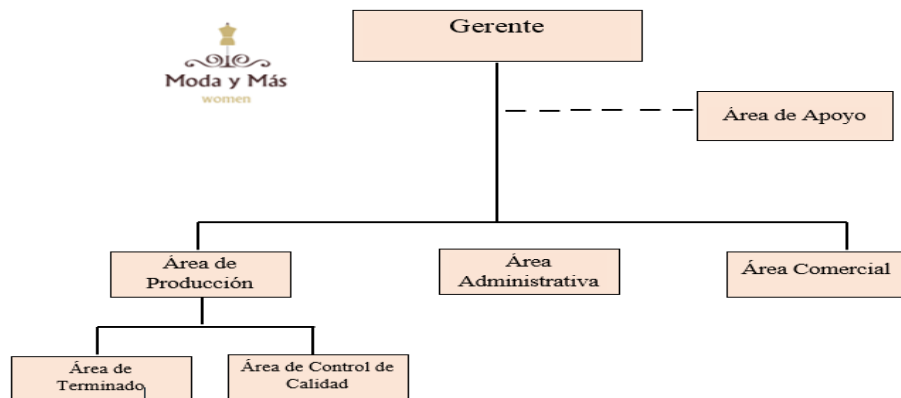 Gerente
Moda y Más
women
Área de Apoyo
Área de
Producción
Área
Administrativa
Área Comercial
Área de
Terminado
Área de Control de
Calidad